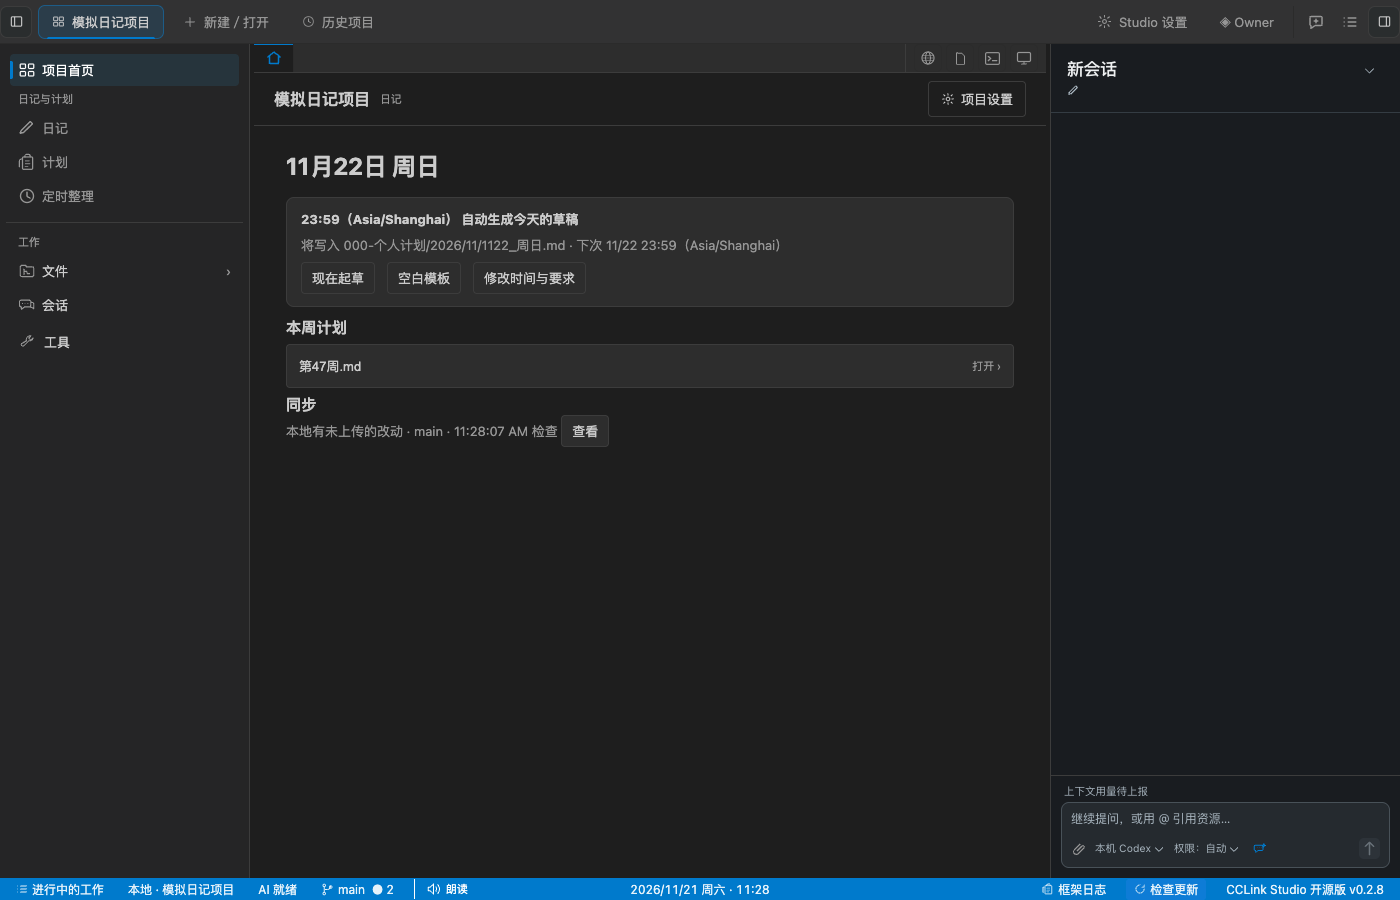 模拟日记项目
新建 / 打开
历史项目
Studio 设置
Owner
项目首页
日记与计划
日记
计划
定时整理
工作
文件
会话
工具
模拟日记项目 日记
项目设置
11月22日 周日
23:59（Asia/Shanghai） 自动生成今天的草稿
将写入 000-个人计划/2026/11/1122_周日.md · 下次 11/22 23:59（Asia/Shanghai）
现在起草 空白模板 修改时间与要求
本周计划
第47周.md 打开 ›
同步
本地有未上传的改动 · main · 11:28:07 AM 检查 查看
新会话
上下文用量待上报
继续提问，或用 @ 引用资源...
本机 Codex 权限：自动
进行中的工作 本地 · 模拟日记项目 AI 就绪 main 2 朗读 2026/11/21 周六 · 11:28 框架日志 检查更新 CCLink Studio 开源版 v0.2.8